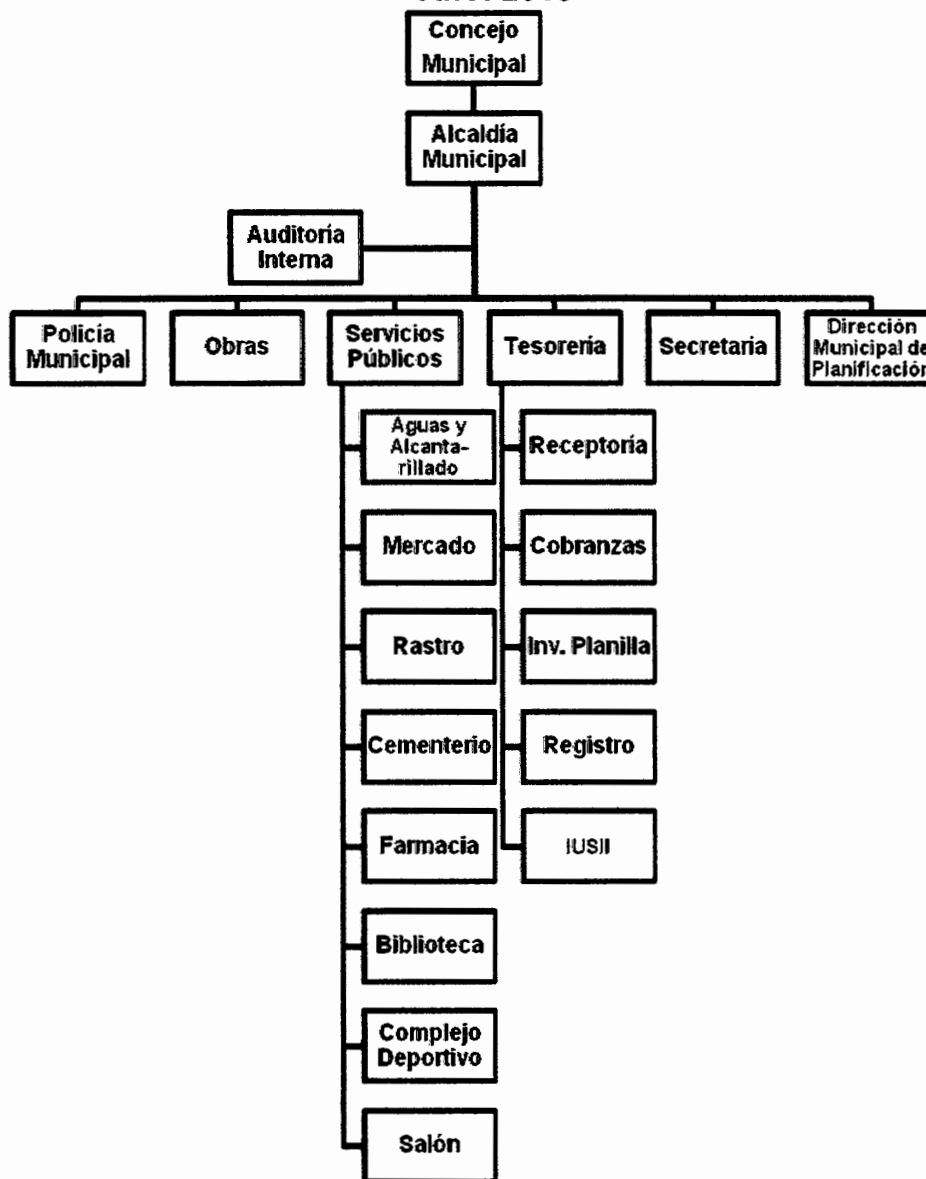 Concejo
Municipal
Alcaldía
Municipal
Auditoría
Interna
Policía
Municipal
Obras
Servicios
Públicos
Tesorería
Secretaria
Dirección
Municipal de
Planificación
Aguas y
Alcanta-
rillado
Mercado
Rastro
Cementerio
Farmacia
Biblioteca
Complejo
Deportivo
Salón
Receptoría
Cobranzas
Inv. Planilla
Registro
IUSII